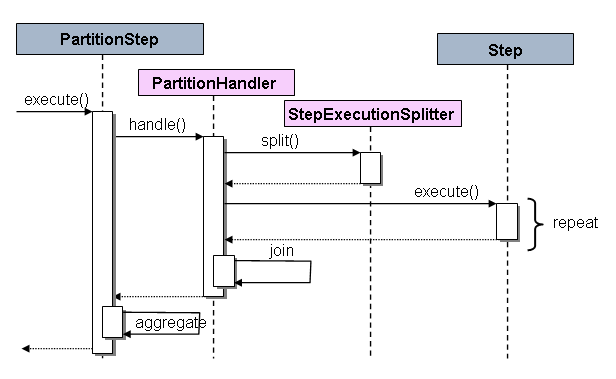 PartitionStep
Step
PartitionHandler
StepExecutionSplitter
execute()
handle()
split()
execute()
repeat
join
aggregate